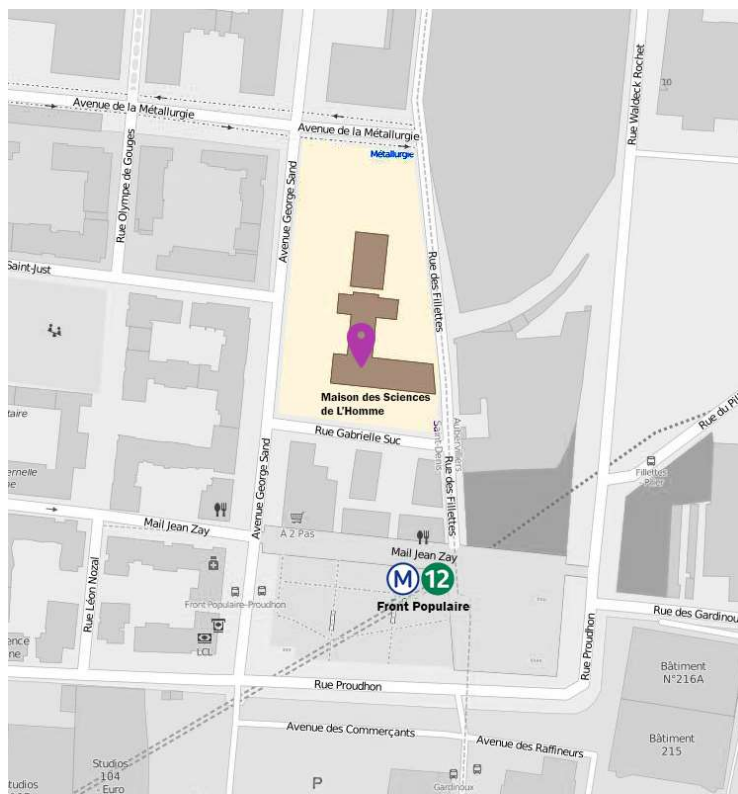 10
Rue Waldeck Rochet
Avenue de la Métallurgie
Avenue de la Métallurgie
Métallurgie
Rue Olympe de Gouges
Avenue George Sand
Rue des Fillettes
Saint-Just
Maison des Sciences
de L'Homme
Rue Gabrielle Suc
Saint-Denis
Aubervilliers
Rue des Fillettes
Avenue George Sand
Fillettes
Mail Jean Zay
A 2 Pas
Mail Jean Zay
M 12
Front Populaire
Front Populaire-Proudhon
Rue Léon Nozal
LCL
Rue des Gardinou
Rue Proudhon
Rue Proudhon
Bâtiment
N°216A
Bâtiment
215
Avenue des Commerçants
Avenue des Raffineurs
Studios
104
- Euro
P
Gardinoux